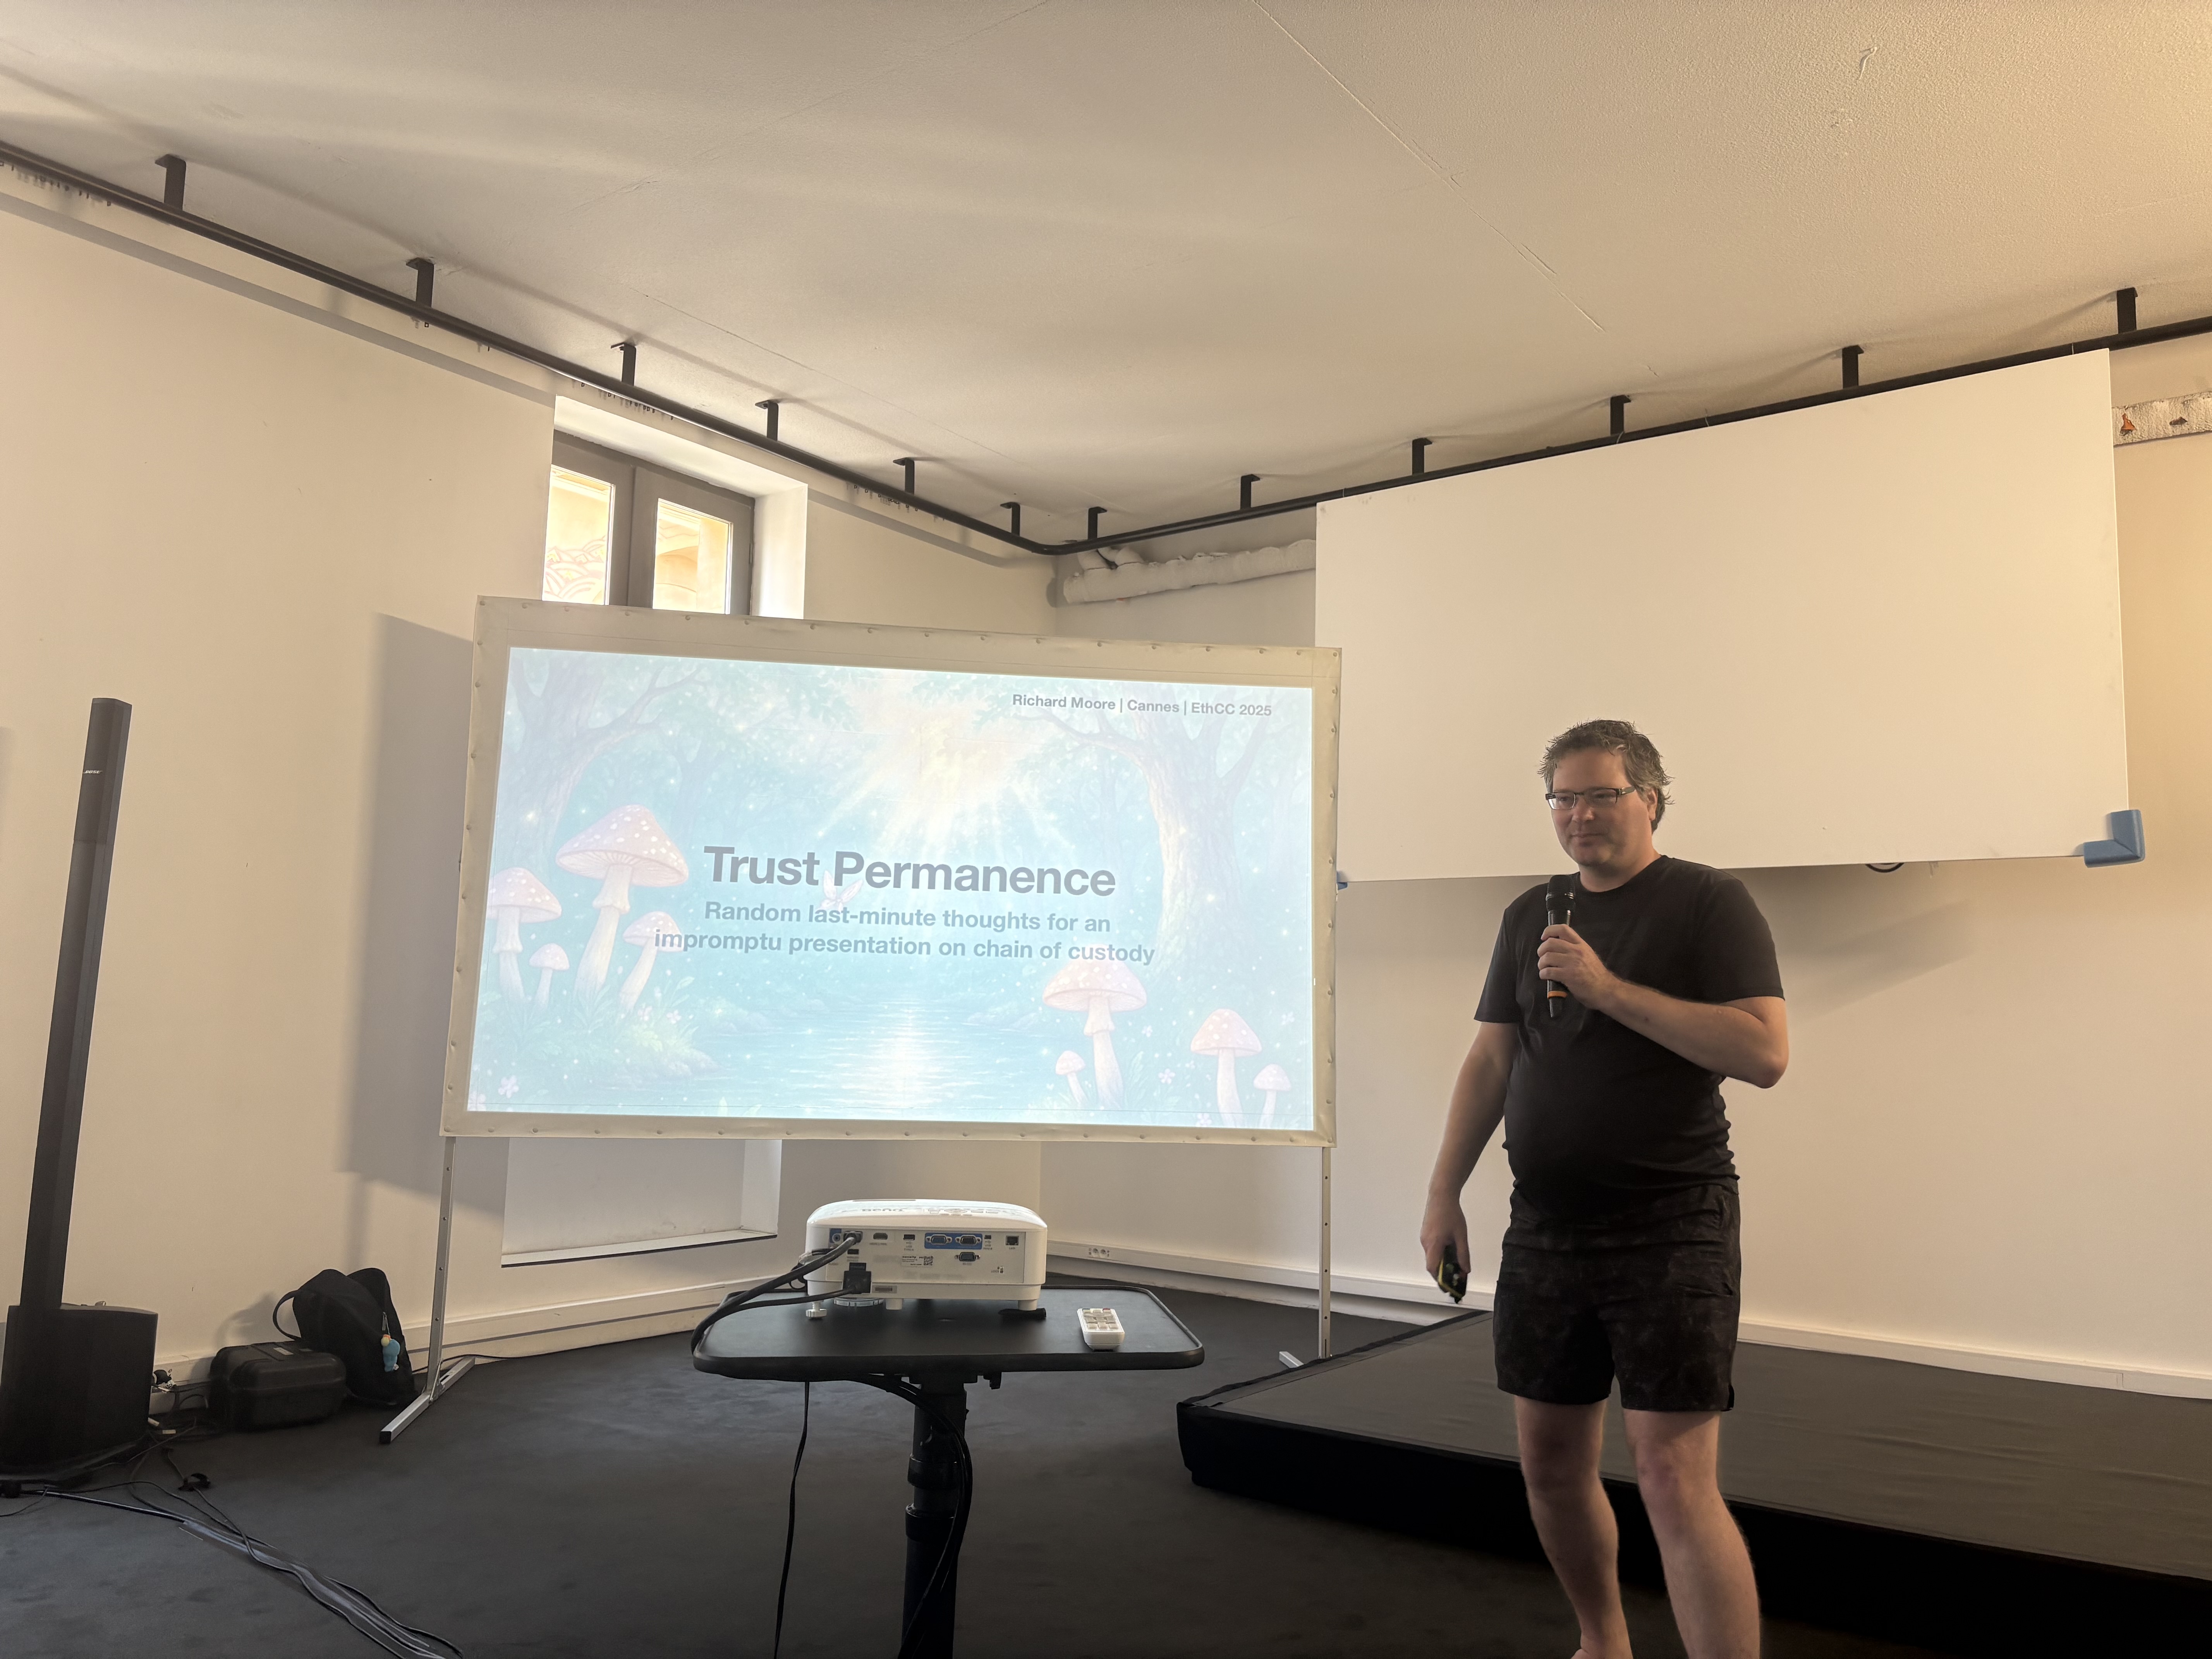 Richard Moore | Cannes | EthCC 2025
Trust Permanence
Random last-minute thoughts for an
impromptu presentation on chain of custody
BOSE